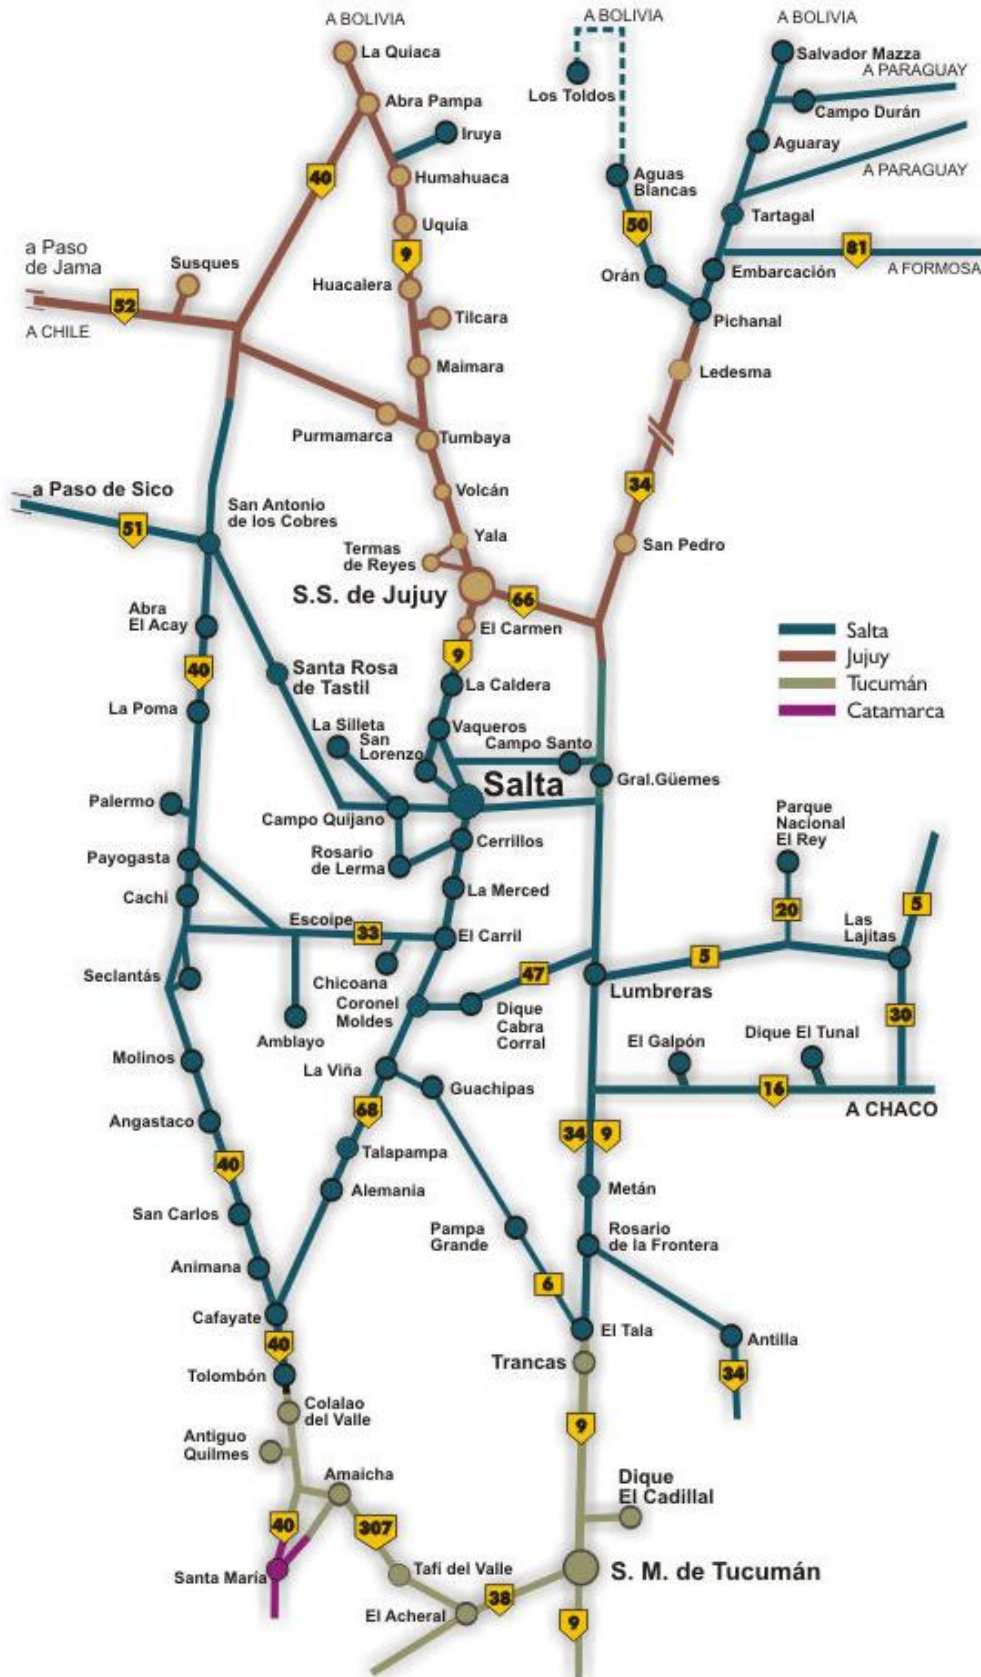 A BOLIVIA
A BOLIVIA
A BOLIVIA
La Quiaca
Salvador Mazza
A PARAGUAY
Los Toldos
Abra Pampa
Campo Durán
Iruya
Aguaray
40
Humahuaca
Aguas
Blancas
A PARAGUAY
Uquía
50
Tartagal
a Paso
de Jama
9
81
Susques
Huacalera
Orán
Embarcación
A FORMOSA
52
A CHILE
Tilcara
Pichanal
Maimara
Ledesma
Purmamarca
Tumbaya
a Paso de Sico
Volcán
34
51
San Antonio
de los Cobres
Yala
San Pedro
Termas
de Reyes
S.S. de Jujuy
66
Abra
El Acay
El Carmen
Salta
Jujuy
Tucumán
Catamarca
9
40
Santa Rosa
de Tastil
La Caldera
La Poma
La Silleta
San
Lorenzo
Vaqueros
Campo Santo
Salta
Gral.Güemes
Palermo
Campo Quijano
Parque
Nacional
El Rey
Cerrillos
Payogasta
Rosario
de Lerma
Cachi
La Merced
20
5
Escoipe
33
El Carril
Las
Lajitas
Seclantás
Chicoana
47
5
Lumbreras
Coronel
Moldes
Dique
Cabra
Corral
30
Amblayo
El Galpón
Dique El Tunal
Molinos
La Viña
Guachipas
16
A CHACO
Angastaco
68
34
9
Talapampa
40
Alemania
Metán
San Carlos
Pampa
Grande
Rosario
de la Frontera
Animana
6
Cafayate
El Tala
Antilla
40
Trancas
34
Tolombón
Colalao
del Valle
9
Antiguo
Quilmes
Amaicha
Dique
El Cadillal
40
307
Santa María
Tafí del Valle
S. M. de Tucumán
38
El Acheral
9